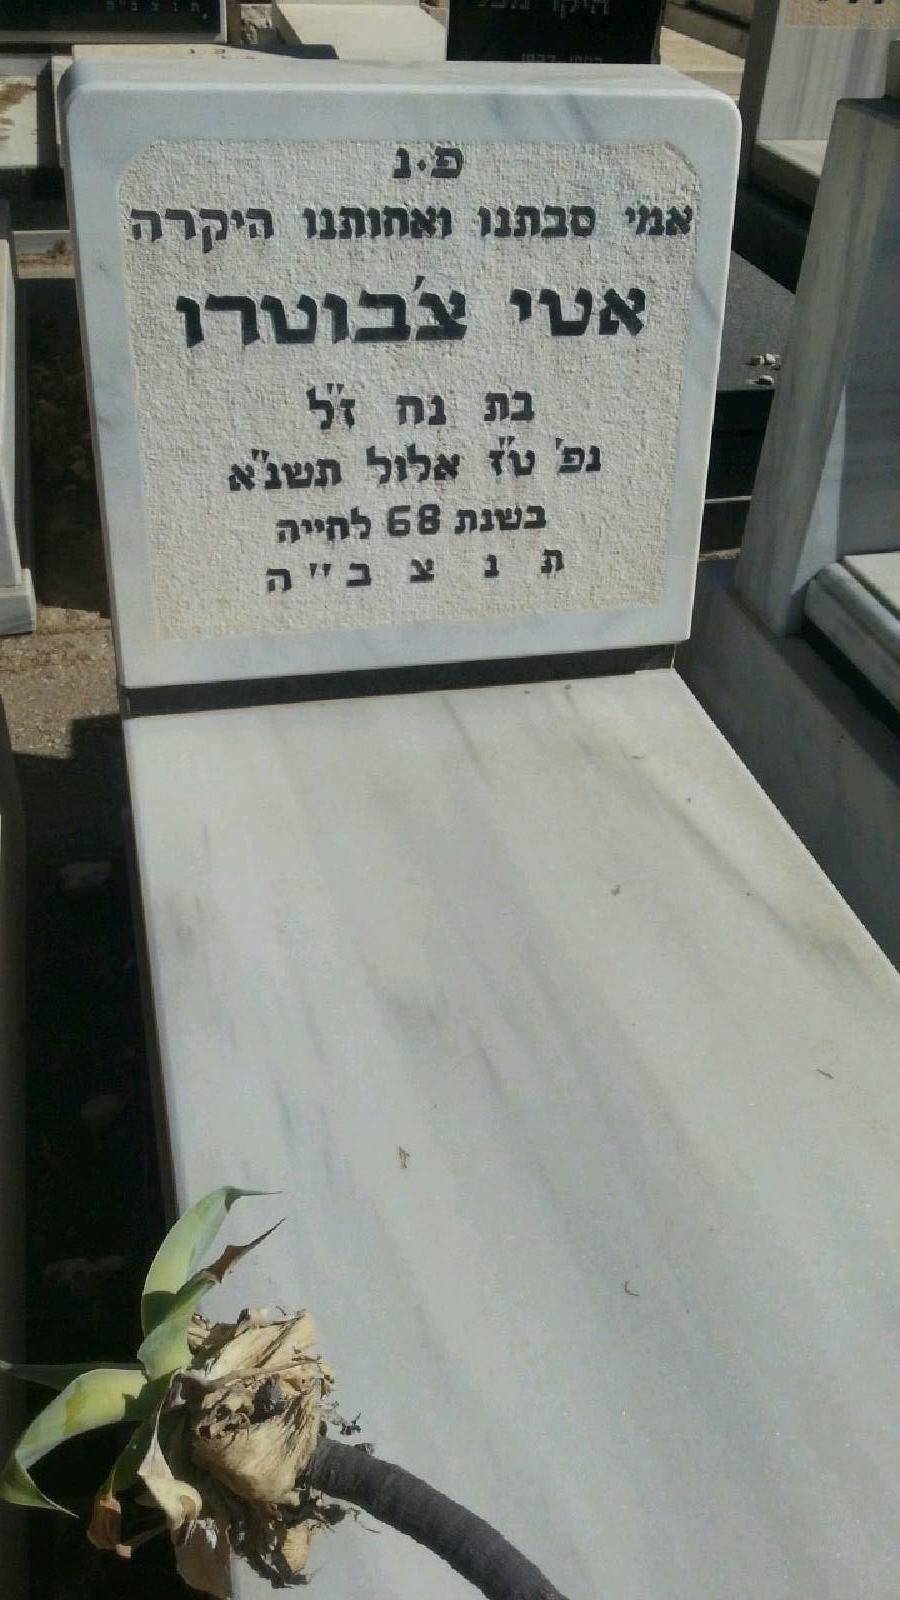 פ.נ
אמי סבתנו ואחותנו היקרה
אטי צ'בוטרו
בת נח ז"ל
נפ' ט"ז אלול תשנ"א
בשנת 68 לחייה
ת נ צ ב "ה